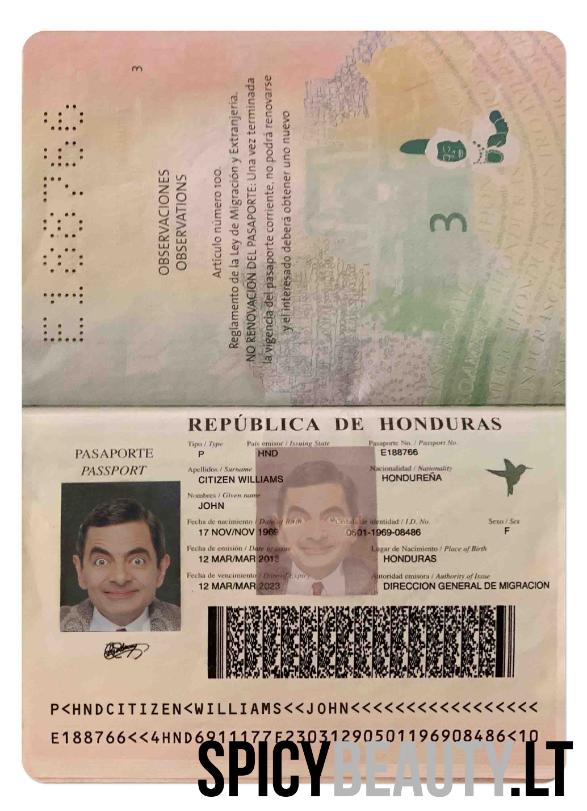 E188766
3
OBSERVACIONES
OBSERVATIONS
Artículo número 100.
Reglamento de la Ley de Migración y Extranjería.
NO RENOVACION DEL PASAPORTE: Una vez terminada
la vigencia del pasaporte corriente, no podrá renovarse
y el interesado deberá obtener uno nuevo
3
REPÚBLICA DE HONDURAS
PASAPORTE
PASSPORT
Tipo / Type País emisor / Issuing State Pasaporte No. / Passport No.
P HND E188766
Apellidos / Surname Nacionalidad / Nationality
CITIZEN WILLIAMS HONDUREÑA
Nombres / Given name
JOHN
Fecha de nacimiento / Date of Birth de identidad / I.D. No. Sexo / Sex
17 NOV/NOV 1969 0501-1969-08486 F
Fecha de emisión / Date of issue Lugar de Nacimiento / Place of Birth
12 MAR/MAR 2013 HONDURAS
Fecha de vencimiento / Date of Expiry Autoridad emisora / Authority of Issue
12 MAR/MAR 2023 DIRECCION GENERAL DE MIGRACION
P<HNDCITIZEN<WILLIAMS<<JOHN<<<<<<<<<<<<<<<<<
E188766<<4HND6911177F23031290501196908486<10
SPICYBEAUTY.LT